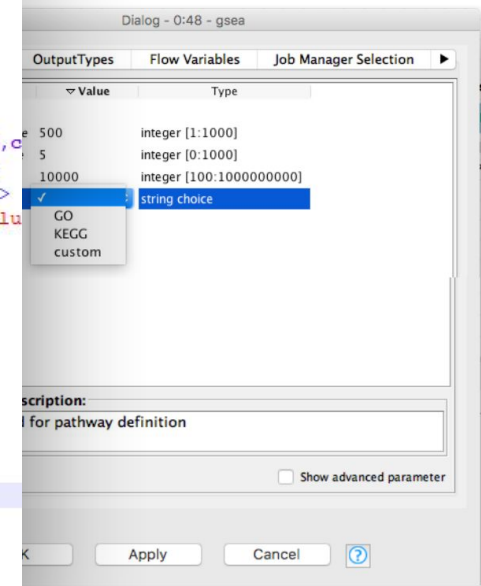 Dialog - 0:48 - gsea
OutputTypes Flow Variables Job Manager Selection
Value Type
e 500 integer [1:1000]
,c
e 5 integer [0:1000]
10000 integer [100:1000000000]
>
✓ string choice
lu
GO
KEGG
custom
scription:
l for pathway definition
Show advanced parameter
K Apply Cancel ?